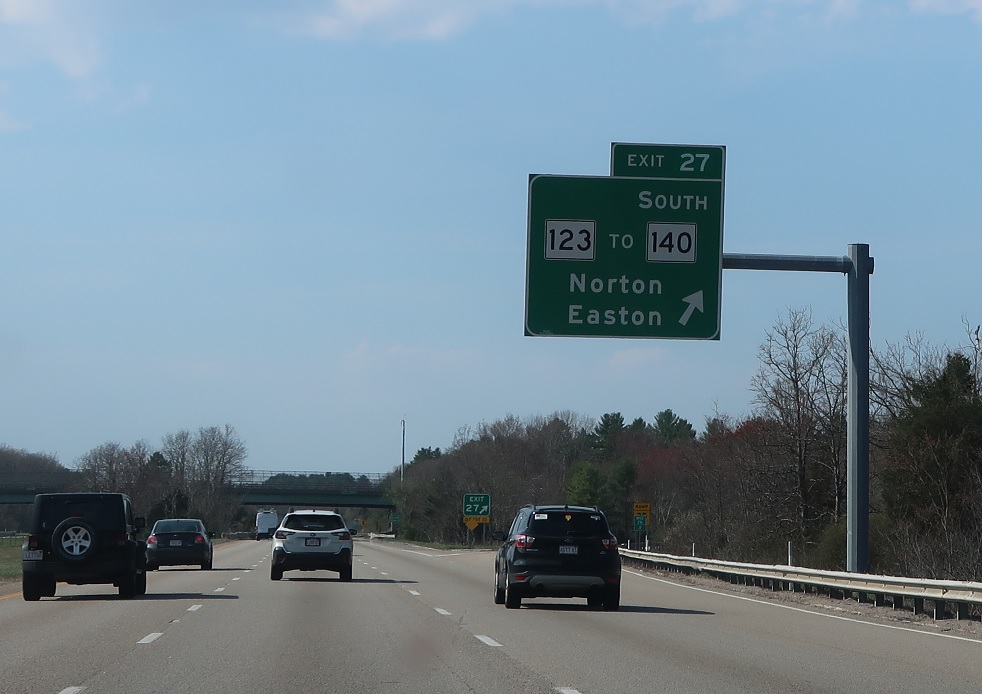 EXIT 27
SOUTH
123 TO 140
Norton
Easton
EXIT
27